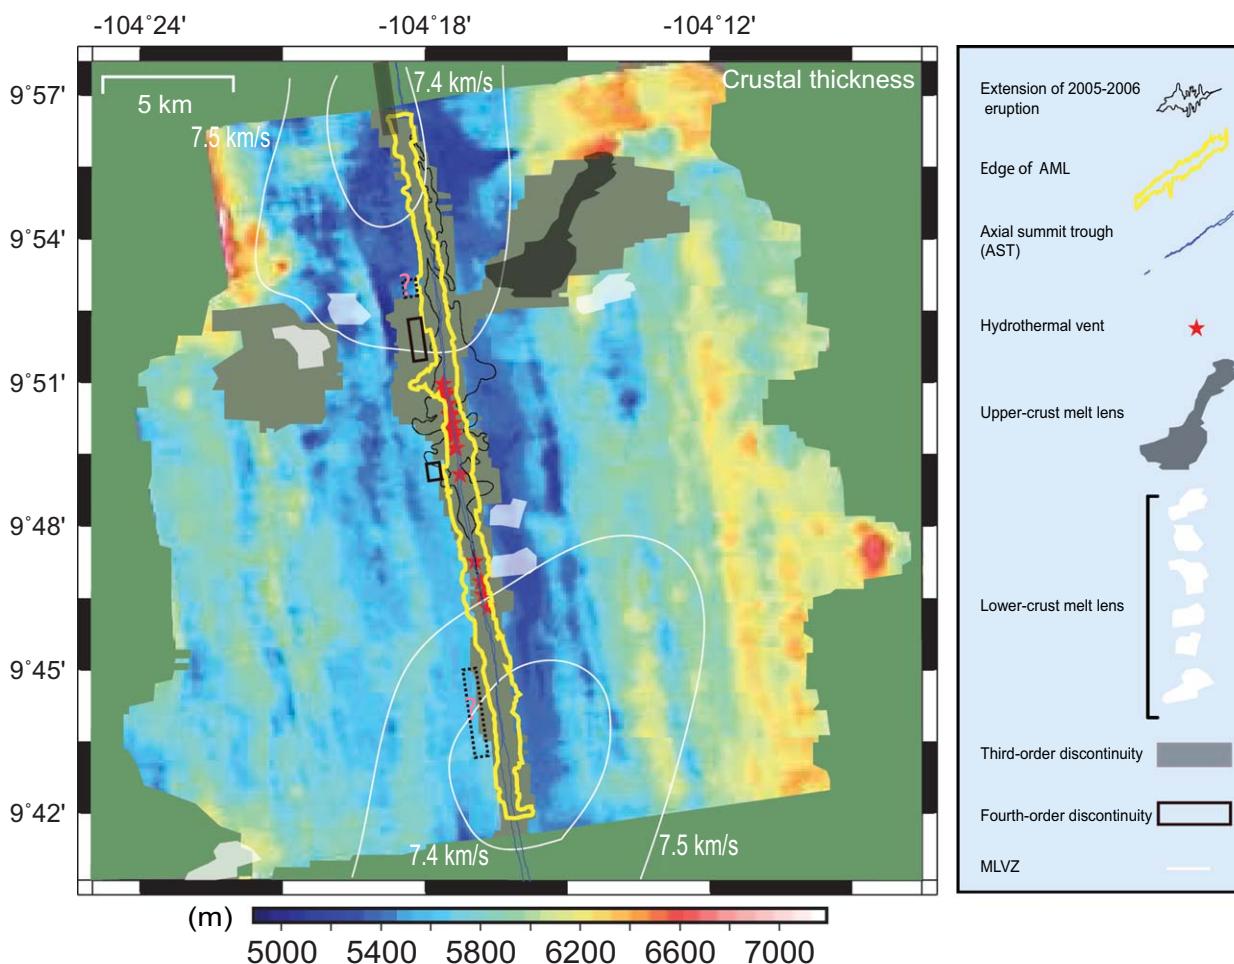 -104°24'
-104°18'
-104°12'
7.4 km/s
Crustal thickness
5 km
7.5 km/s
9°57'
9°54'
9°51'
9°48'
9°45'
9°42'
?
?
7.4 km/s
7.5 km/s
(m)
5000
5400
5800
6200
6600
7000
Extension of 2005-2006
eruption
Edge of AML
Axial summit trough
(AST)
Hydrothermal vent
Upper-crust melt lens
Lower-crust melt lens
Third-order discontinuity
Fourth-order discontinuity
MLVZ